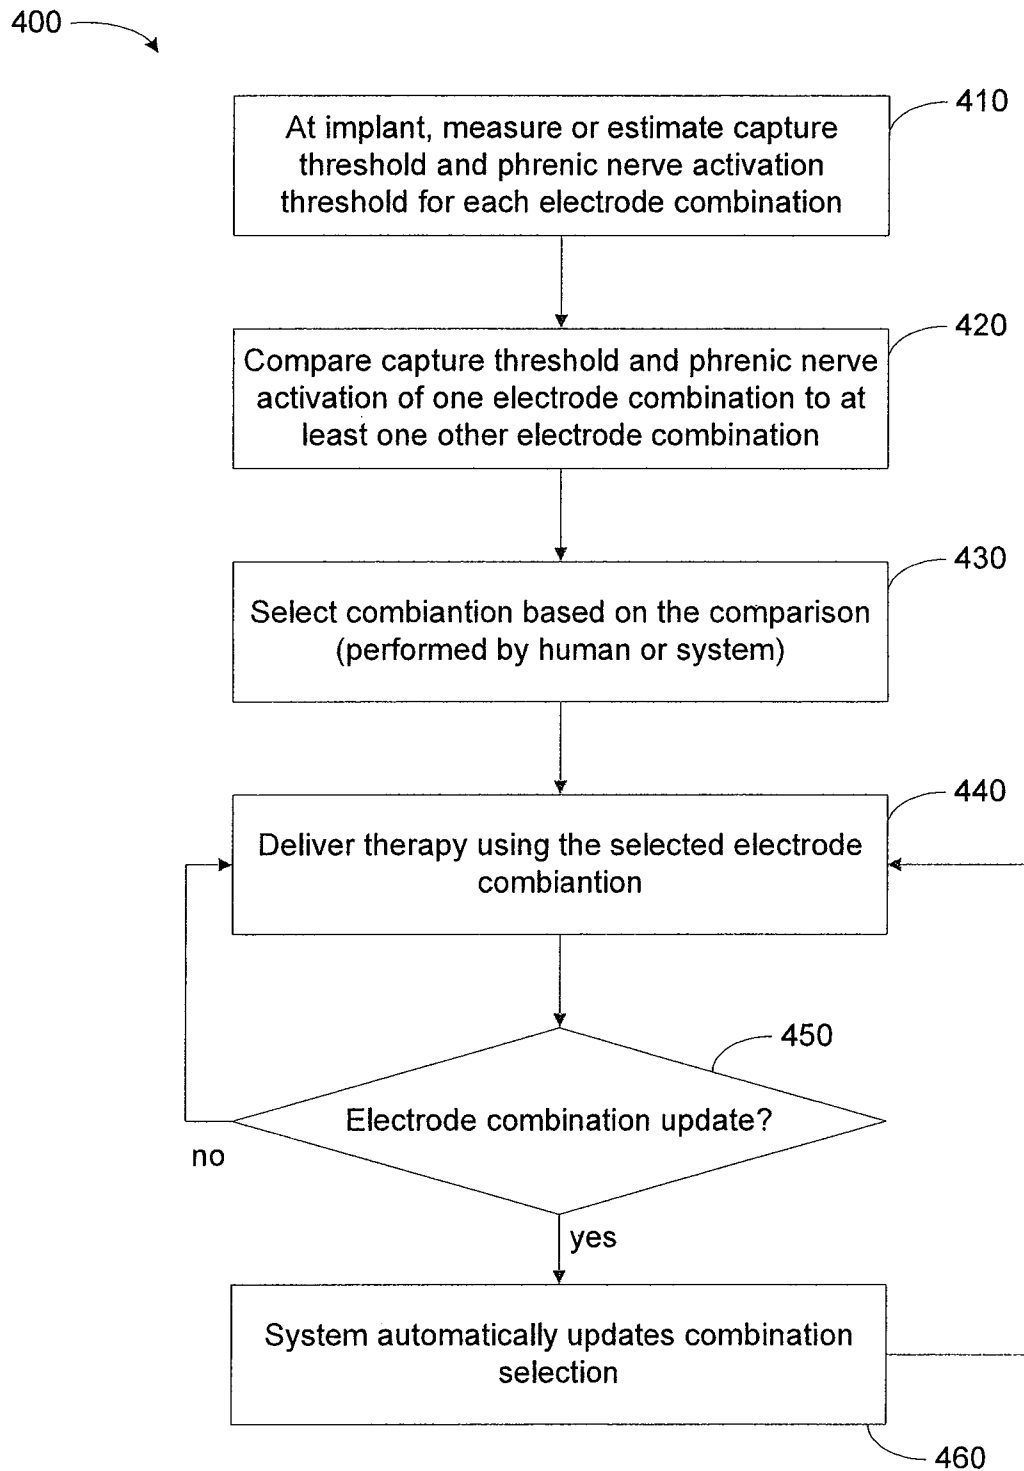 400
410
At implant, measure or estimate capture
threshold and phrenic nerve activation
threshold for each electrode combination
420
Compare capture threshold and phrenic nerve
activation of one electrode combination to at
least one other electrode combination
430
Select combiantion based on the comparison
(performed by human or system)
440
Deliver therapy using the selected electrode
combiantion
450
Electrode combination update?
no
yes
System automatically updates combination
selection
460